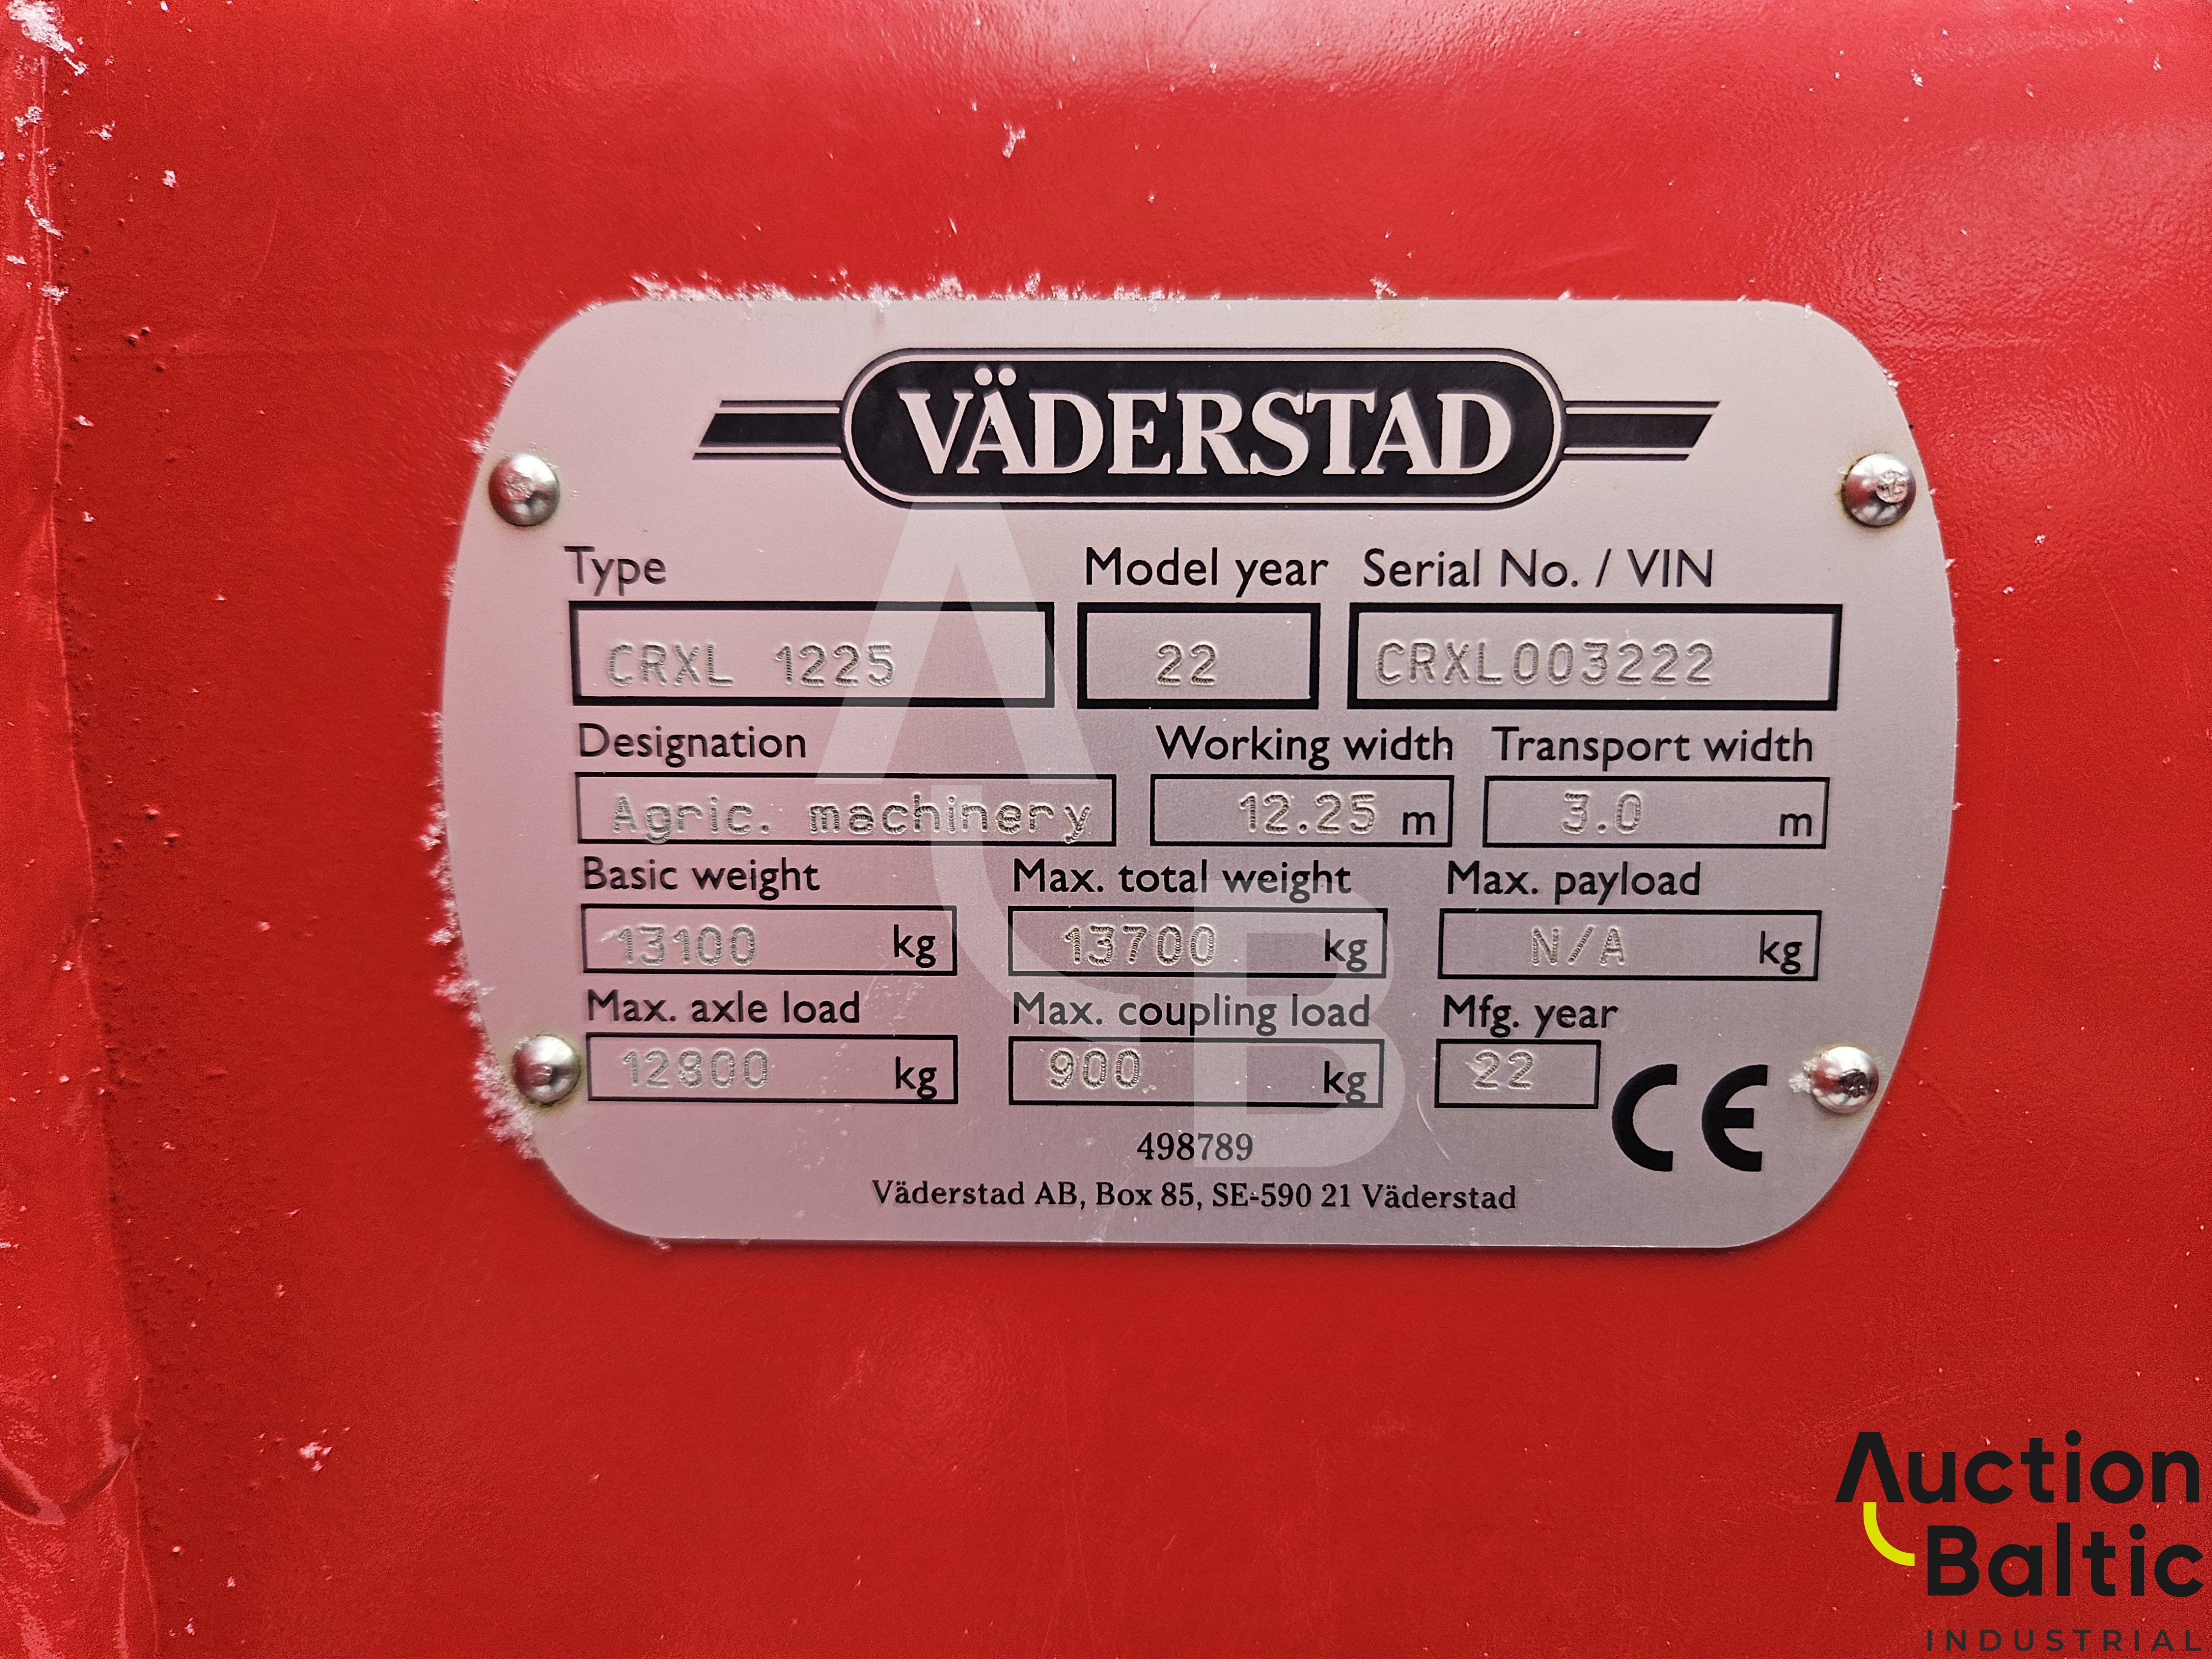 VÄDERSTAD
Type Model year Serial No. / VIN
CRXL 1225 22 CRXL003222
Designation Working width Transport width
Agric. machinery 12.25 m 3.0 m
Basic weight Max. total weight Max. payload
13100 kg 13700 kg N/A kg
Max. axle load Max. coupling load Mfg. year
12800 kg 900 kg 22 CE
498789
Väderstad AB, Box 85, SE-590 21 Väderstad
Auction
Baltic
INDUSTRIAL